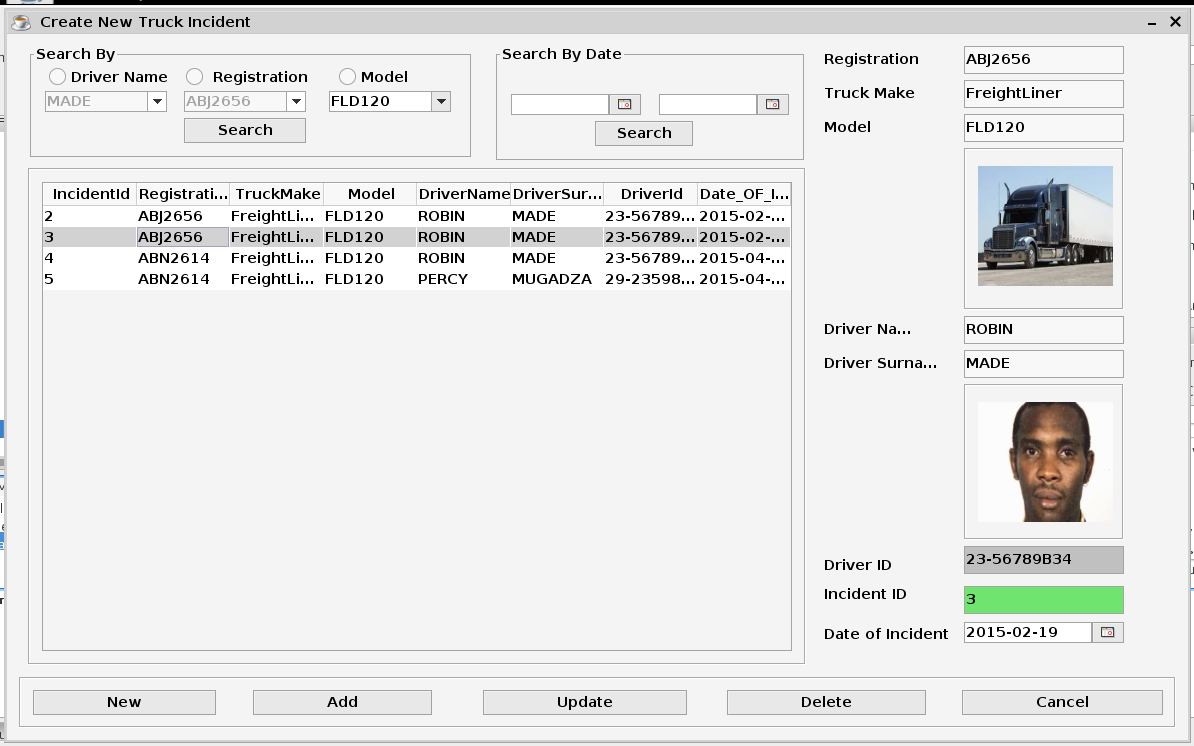 Create New Truck Incident
Search By
Driver Name Registration Model
MADE ABJ2656 FLD120
Search
Search By Date
Search
IncidentId Registrati... TruckMake Model DriverName DriverSur... DriverId Date_OF_I...
2 ABJ2656 FreightLi... FLD120 ROBIN MADE 23-56789... 2015-02-...
3 ABJ2656 FreightLi... FLD120 ROBIN MADE 23-56789... 2015-02-...
4 ABN2614 FreightLi... FLD120 ROBIN MADE 23-56789... 2015-04-...
5 ABN2614 FreightLi... FLD120 PERCY MUGADZA 29-23598... 2015-04-...
Registration ABJ2656
Truck Make FreightLiner
Model FLD120
Driver Na... ROBIN
Driver Surna... MADE
Driver ID 23-56789B34
Incident ID 3
Date of Incident 2015-02-19
New Add Update Delete Cancel